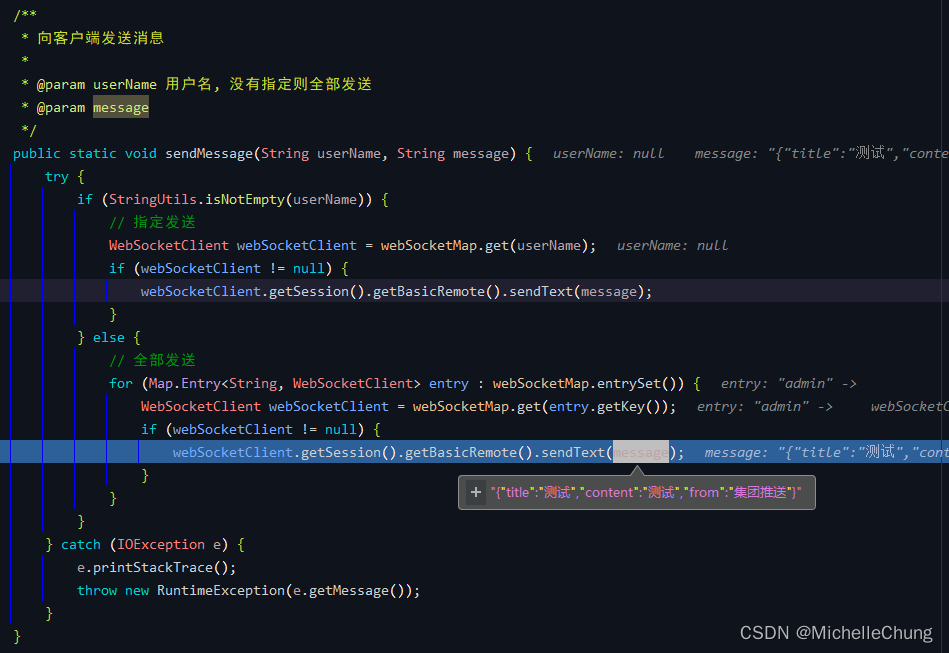 /**
 * 向客户端发送消息
 *
 * @param userName 用户名, 没有指定则全部发送
 * @param message
 */
public static void sendMessage(String userName, String message) { userName: null message: "{"title":"测试","conte
try {
if (StringUtils.isNotEmpty(userName)) {
// 指定发送
WebSocketClient webSocketClient = webSocketMap.get(userName); userName: null
if (webSocketClient != null) {
webSocketClient.getSession().getBasicRemote().sendText(message);
}
} else {
// 全部发送
for (Map.Entry<String, WebSocketClient> entry : webSocketMap.entrySet()) { entry: "admin" ->
WebSocketClient webSocketClient = webSocketMap.get(entry.getKey()); entry: "admin" -> webSocketC
if (webSocketClient != null) {
webSocketClient.getSession().getBasicRemote().sendText(message); message: "{"title":"测试","cont
+ "{"title":"测试","content":"测试","from":"集团推送"}"
}
}
}
} catch (IOException e) {
e.printStackTrace();
throw new RuntimeException(e.getMessage());
}
}
CSDN @MichelleChung